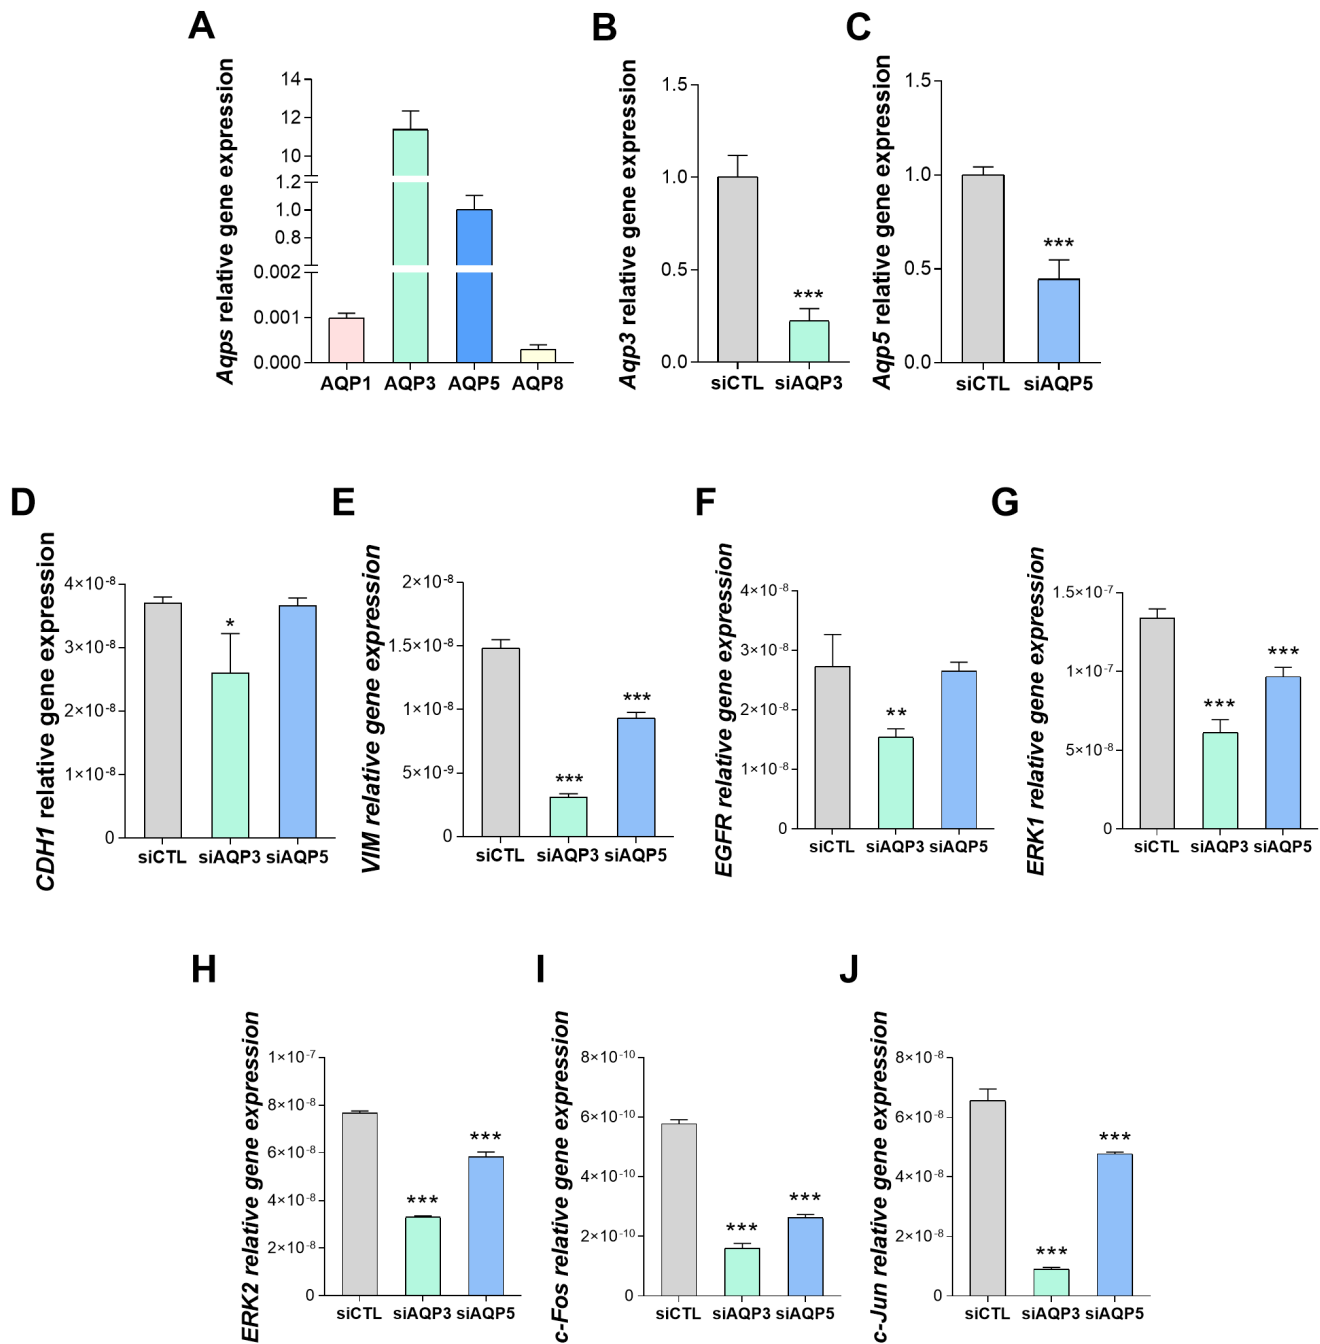 A
Aqps relative gene expression
14
12
10
1.2
1.0
0.8
0.002
0.001
0.000
AQP1 AQP3 AQP5 AQP8
B
Aqp3 relative gene expression
1.5
1.0
0.5
0.0
***
siCTL siAQP3
C
Aqp5 relative gene expression
1.5
1.0
0.5
0.0
***
siCTL siAQP5
D
CDH1 relative gene expression
4×10⁻⁸
3×10⁻⁸
2×10⁻⁸
1×10⁻⁸
0
*
siCTL siAQP3 siAQP5
E
VIM relative gene expression
2×10⁻⁸
1.5×10⁻⁸
1×10⁻⁸
5×10⁻⁹
0
***
***
siCTL siAQP3 siAQP5
F
EGFR relative gene expression
4×10⁻⁸
3×10⁻⁸
2×10⁻⁸
1×10⁻⁸
0
**
siCTL siAQP3 siAQP5
G
ERK1 relative gene expression
1.5×10⁻⁷
1×10⁻⁷
5×10⁻⁸
0
***
***
siCTL siAQP3 siAQP5
H
ERK2 relative gene expression
1×10⁻⁷
8×10⁻⁸
6×10⁻⁸
4×10⁻⁸
2×10⁻⁸
0
***
***
siCTL siAQP3 siAQP5
I
c-Fos relative gene expression
8×10⁻¹⁰
6×10⁻¹⁰
4×10⁻¹⁰
2×10⁻¹⁰
0
***
***
siCTL siAQP3 siAQP5
J
c-Jun relative gene expression
8×10⁻⁸
6×10⁻⁸
4×10⁻⁸
2×10⁻⁸
0
***
***
siCTL siAQP3 siAQP5